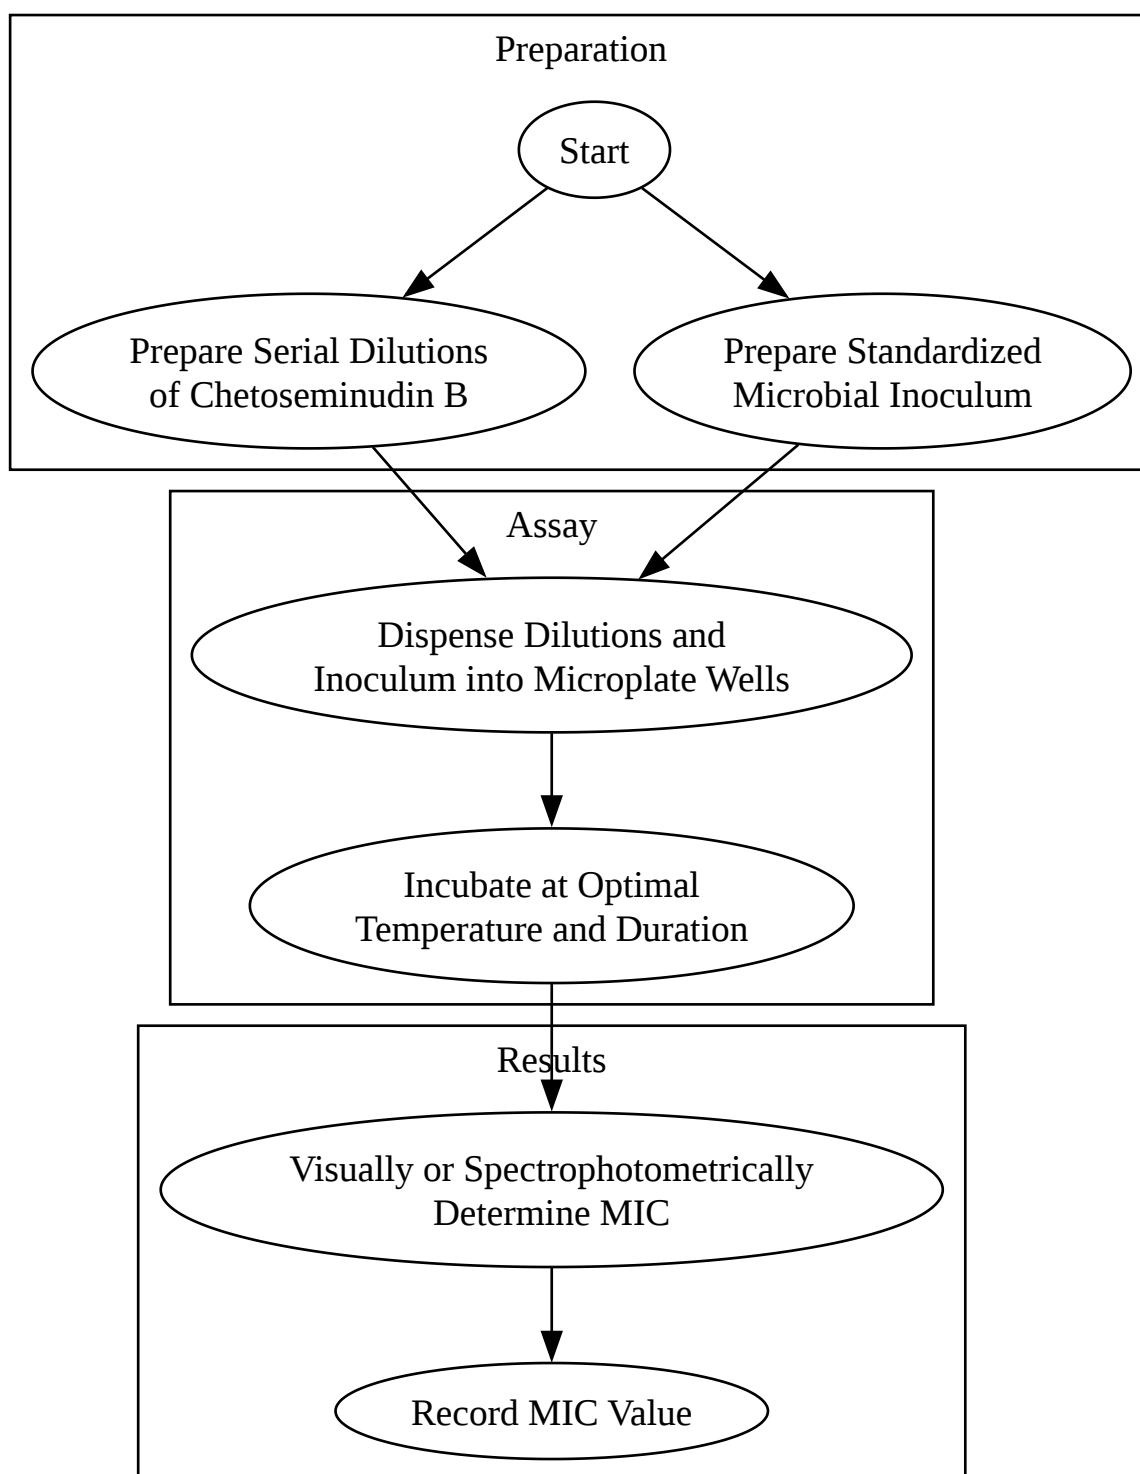 Preparation
Start
Prepare Serial Dilutions
of Chetoseminudin B
Prepare Standardized
Microbial Inoculum
Assay
Dispense Dilutions and
Inoculum into Microplate Wells
Incubate at Optimal
Temperature and Duration
Results
Visually or Spectrophotometrically
Determine MIC
Record MIC Value